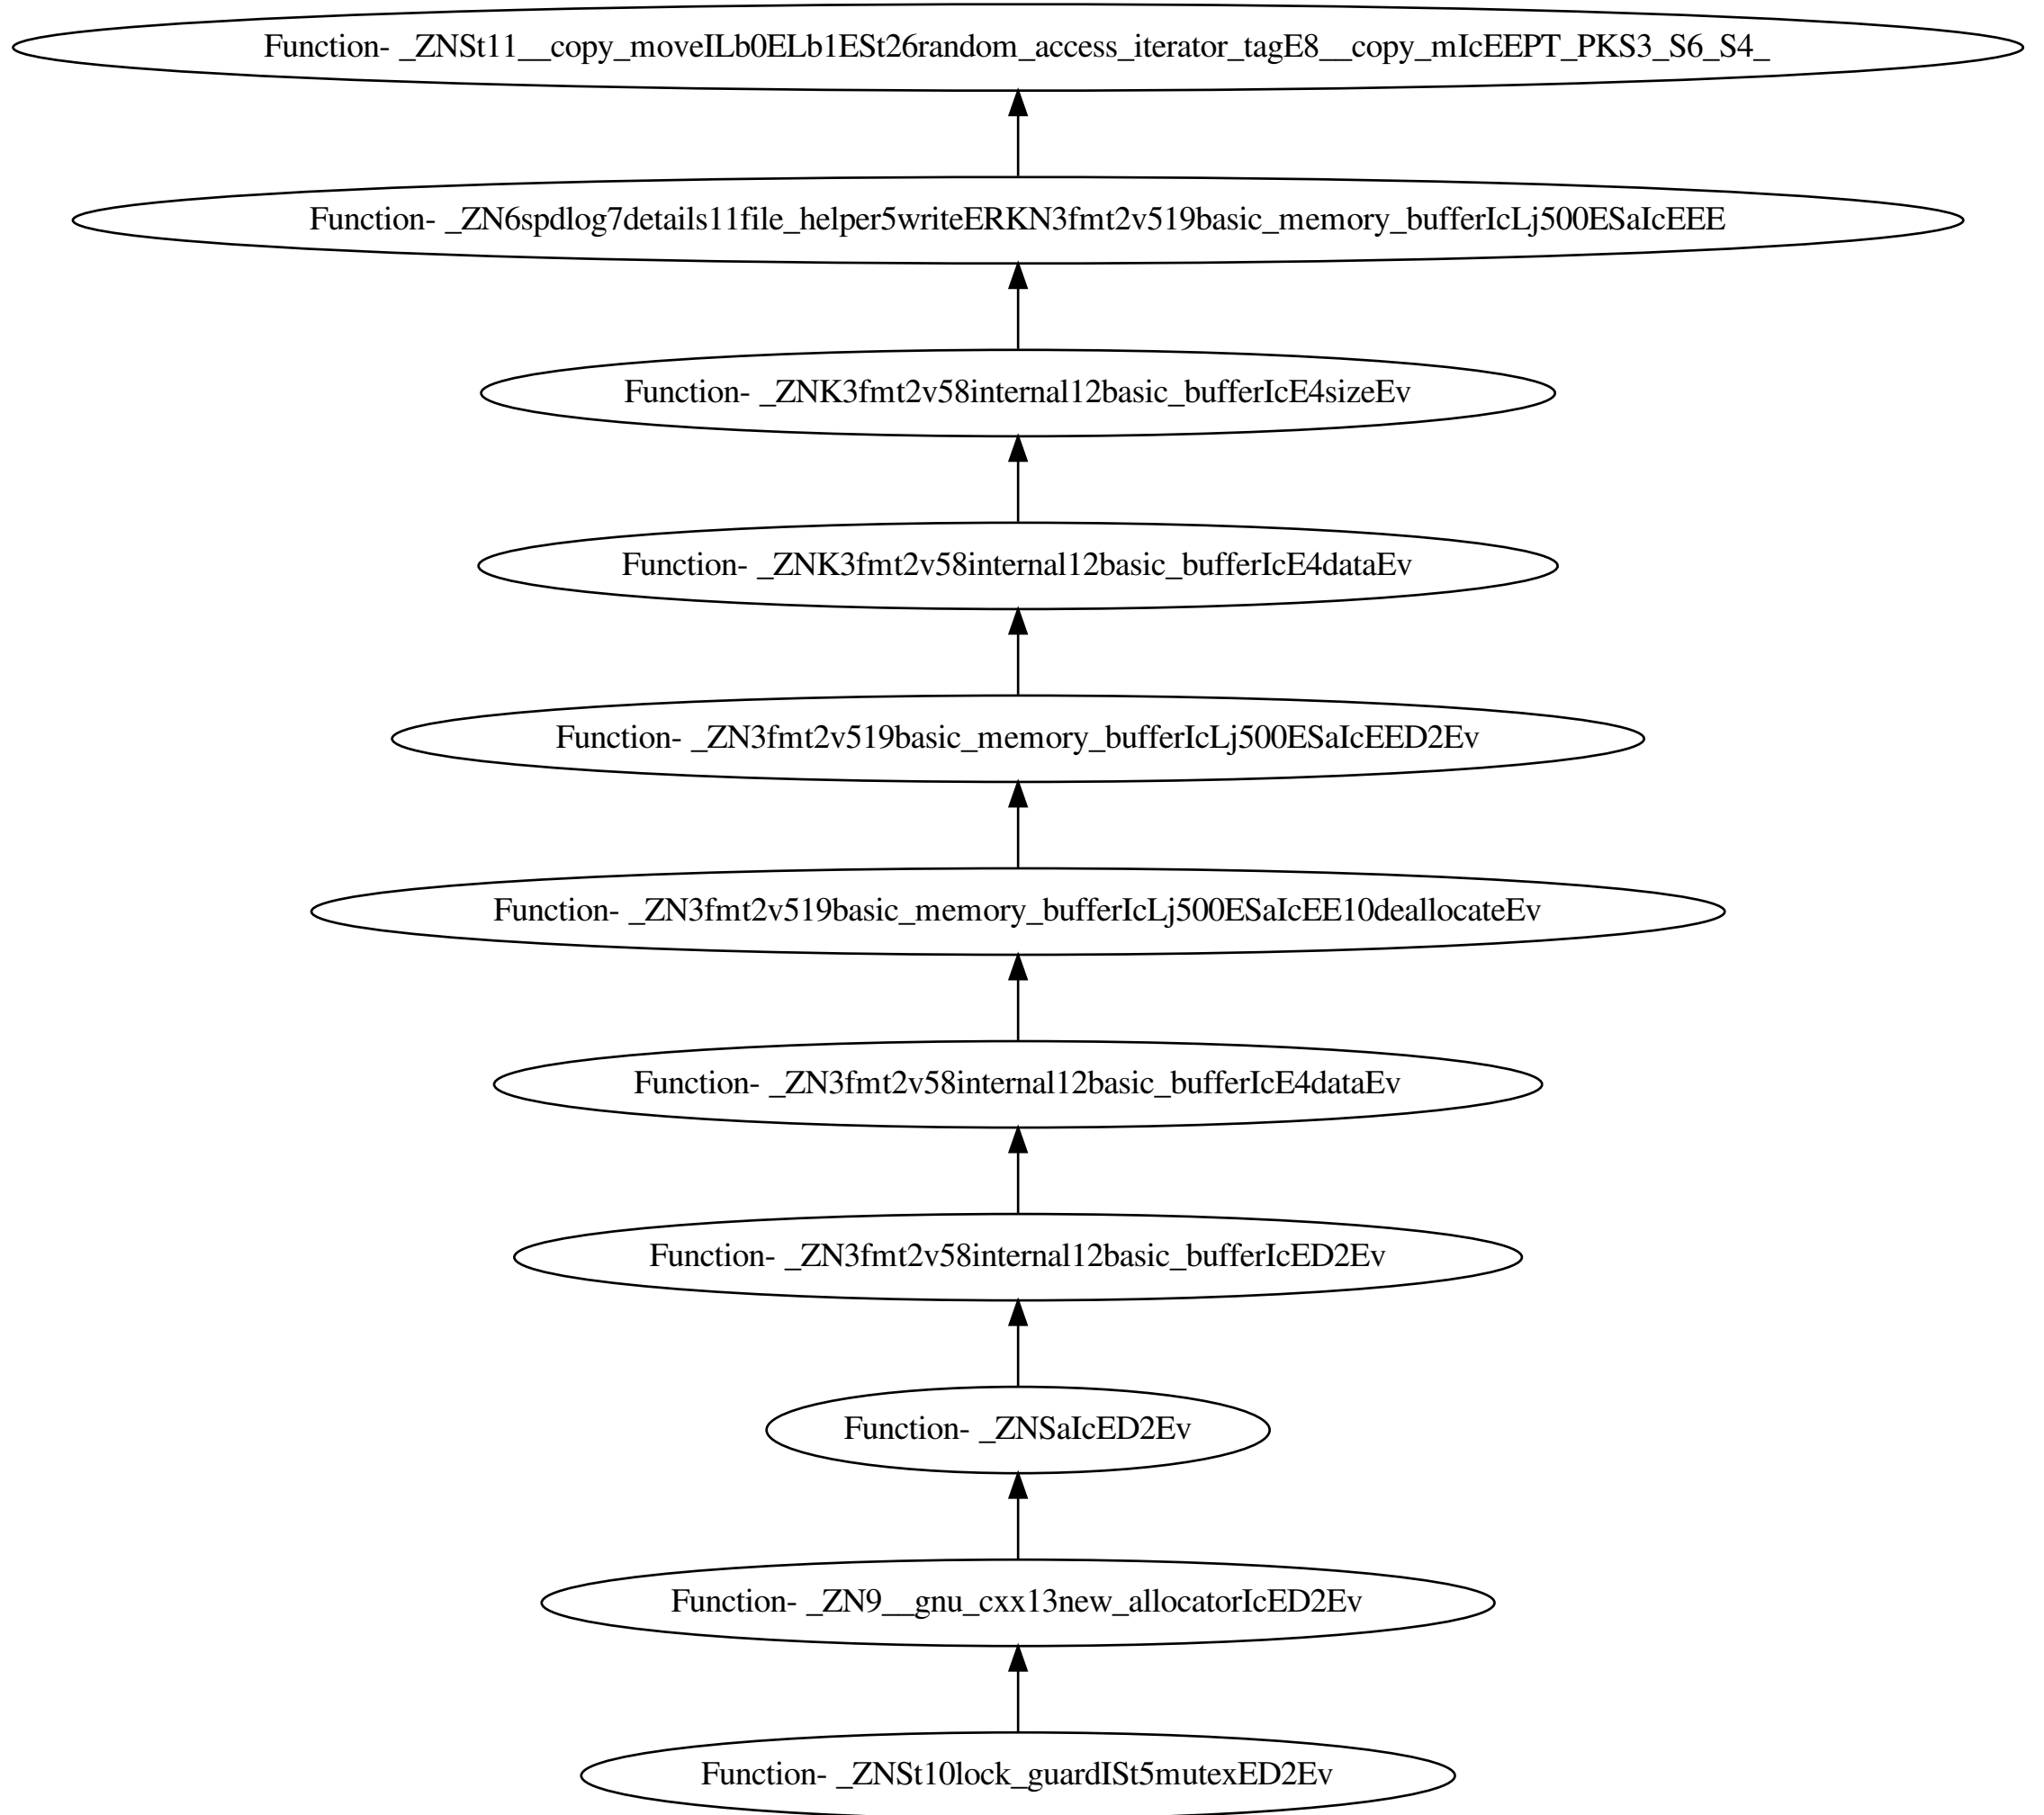 Function- _ZNSt11__copy_moveILb0ELb1ESt26random_access_iterator_tagE8__copy_mIcEEPT_PKS3_S6_S4_
Function- _ZN6spdlog7details11file_helper5writeERKN3fmt2v519basic_memory_bufferIcLj500ESaIcEEE
Function- _ZNK3fmt2v58internal12basic_bufferIcE4sizeEv
Function- _ZNK3fmt2v58internal12basic_bufferIcE4dataEv
Function- _ZN3fmt2v519basic_memory_bufferIcLj500ESaIcEED2Ev
Function- _ZN3fmt2v519basic_memory_bufferIcLj500ESaIcEE10deallocateEv
Function- _ZN3fmt2v58internal12basic_bufferIcE4dataEv
Function- _ZN3fmt2v58internal12basic_bufferIcED2Ev
Function- _ZNSaIcED2Ev
Function- _ZN9__gnu_cxx13new_allocatorIcED2Ev
Function- _ZNSt10lock_guardISt5mutexED2Ev